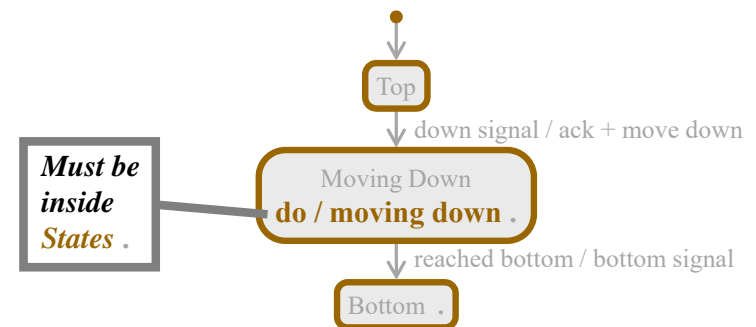 Top
down signal / ack + move down
Moving Down
do / moving down .
Must be
inside
States .
reached bottom / bottom signal
Bottom .